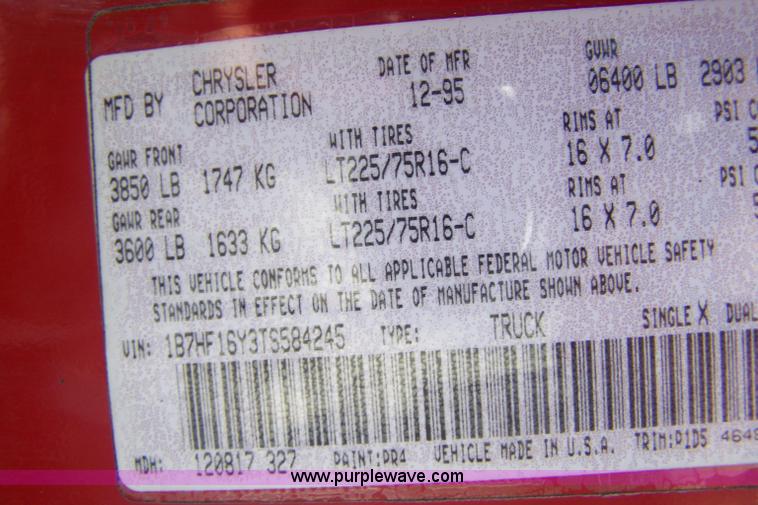 MFD BY CHRYSLER CORPORATION DATE OF MFR 12-95 GVWR 06400 LB 2903
GAWR FRONT WITH TIRES RIMS AT PSI
3850 LB 1747 KG LT225/75R16-C 16 X 7.0
GAWR REAR WITH TIRES RIMS AT PSI
3600 LB 1633 KG LT225/75R16-C 16 X 7.0
THIS VEHICLE CONFORMS TO ALL APPLICABLE FEDERAL MOTOR VEHICLE SAFETY
STANDARDS IN EFFECT ON THE DATE OF MANUFACTURE SHOWN ABOVE.
VIN: 1B7HF16Y3TS584245 TYPE: TRUCK SINGLE X DUAL
MDH: 120817 327 PAINT:PR4 VEHICLE MADE IN U.S.A. TRIM:P1D5
www.purplewave.com